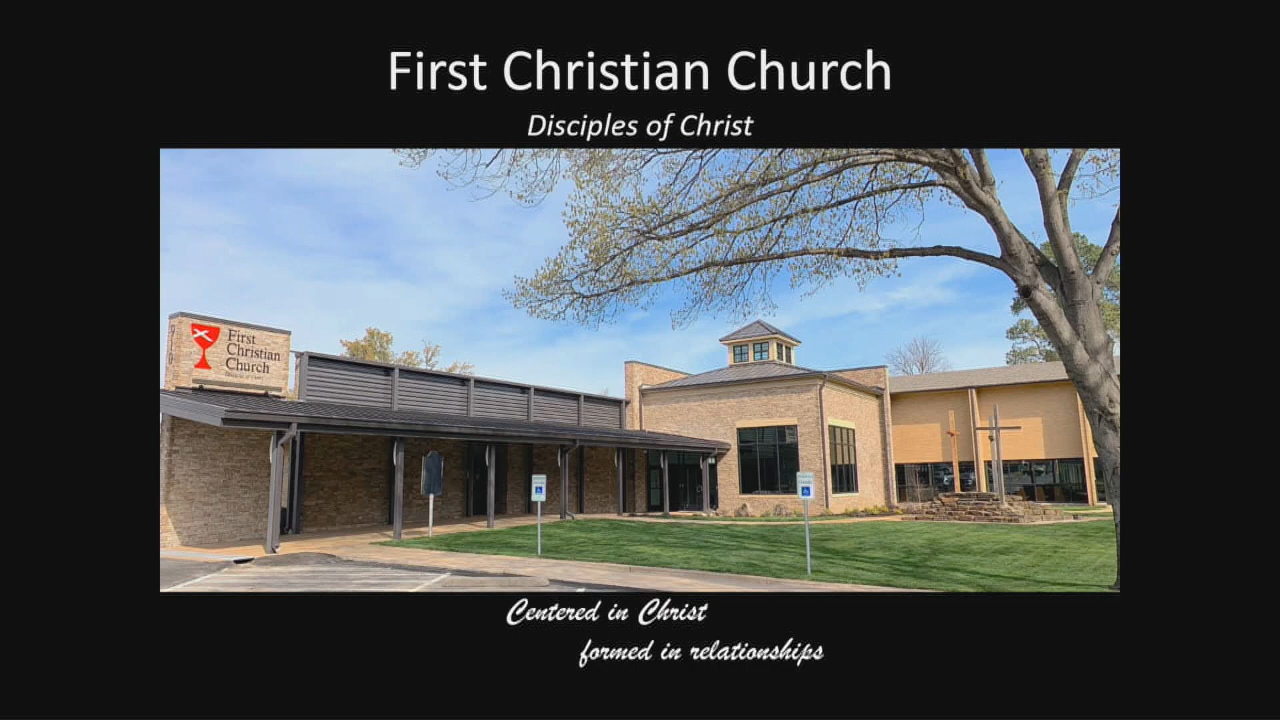 First Christian Church
Disciples of Christ
First
Christian
Church
Centered in Christ
formed in relationships